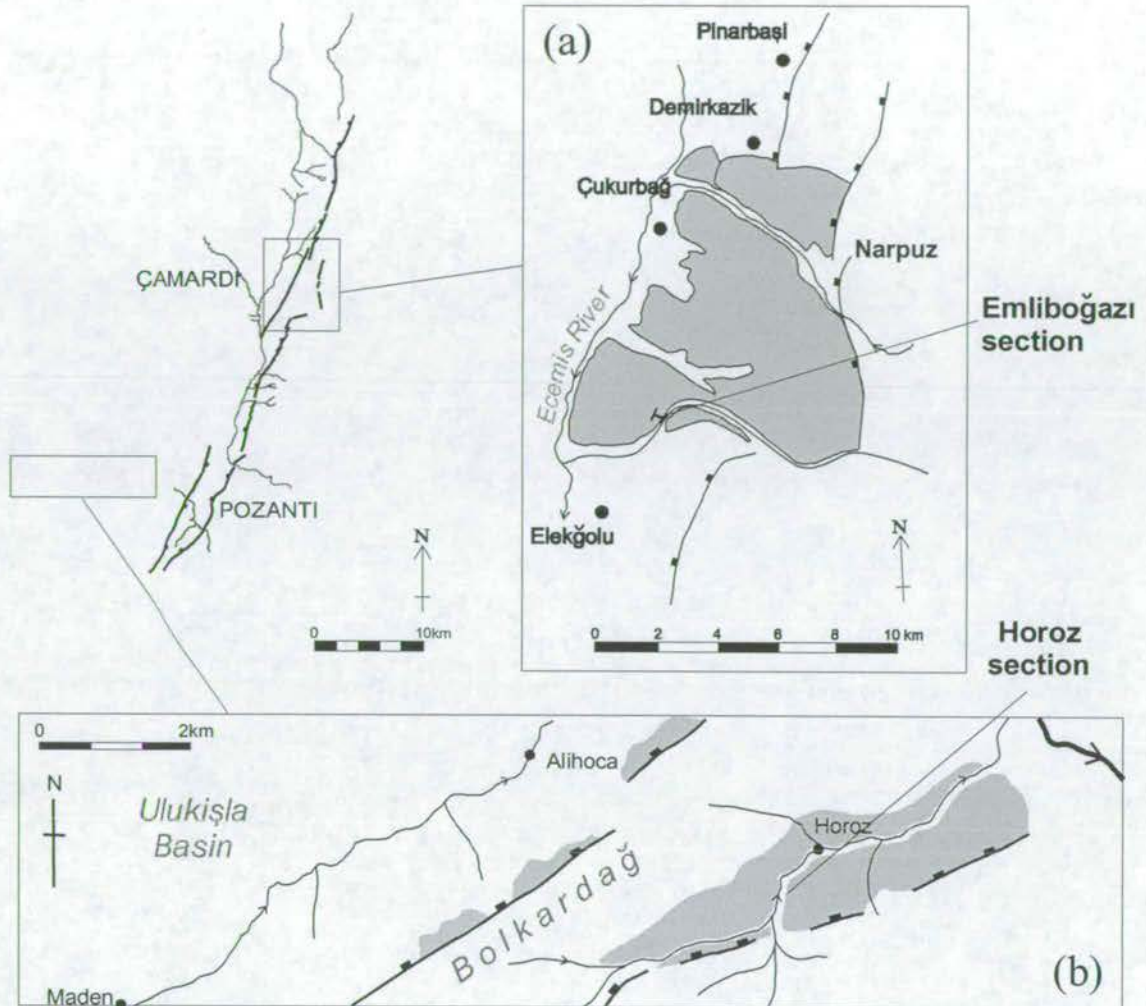 (a)
Pinarbaşi
Demirkazik
Çukurbağ
Narpuz
Ecemis River
Emliboğazı
section
Elekğolu
N
0 2 4 6 8 10 km
ÇAMARDI
POZANTI
N
0 10km
Horoz
section
0 2km
N
Ulukişla
Basin
Alihoca
Horoz
Bolkardağ
Maden
(b)